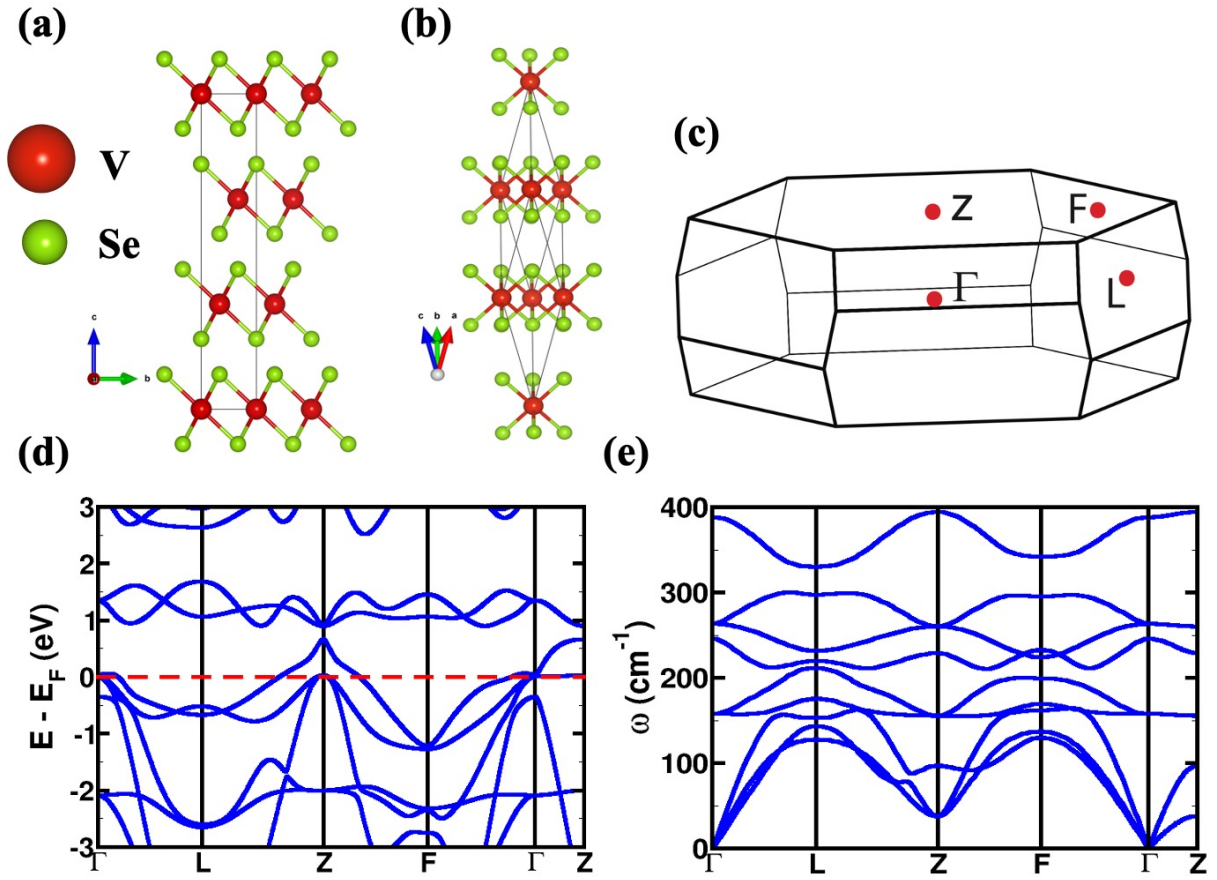 (a)
(b)
(c)
V
Se
c
b
c b a
Z
F
Γ
L
(d)
(e)
3
2
1
0
-1
-2
-3
E - E_F (eV)
Γ L Z F Γ Z
400
300
200
100
0
ω (cm⁻¹)
Γ L Z F Γ Z